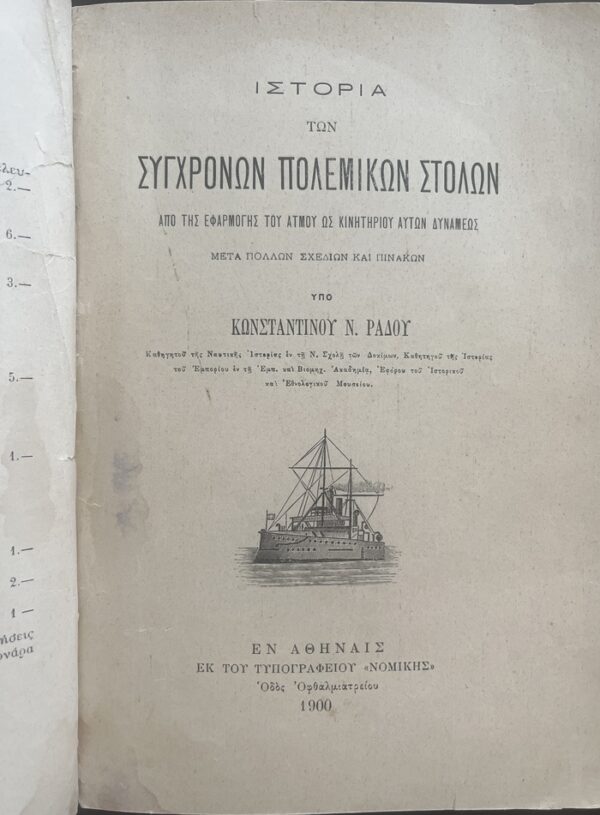 λευ-
2.—
6.—
3.—
5.—
1.—
1.—
2.—
1 —
ήσεις
ονάρα
ΙΣΤΟΡΙΑ
ΤΩΝ
ΣΥΓΧΡΟΝΩΝ ΠΟΛΕΜΙΚΩΝ ΣΤΟΛΩΝ
ΑΠΟ ΤΗΣ ΕΦΑΡΜΟΓΗΣ ΤΟΥ ΑΤΜΟΥ ΩΣ ΚΙΝΗΤΗΡΙΟΥ ΑΥΤΩΝ ΔΥΝΑΜΕΩΣ
ΜΕΤΑ ΠΟΛΛΩΝ ΣΧΕΔΙΩΝ ΚΑΙ ΠΙΝΑΚΩΝ
ΥΠΟ
ΚΩΝΣΤΑΝΤΙΝΟΥ Ν. ΡΑΔΟΥ
Καθηγητοῦ τῆς Ναυτικῆς Ἱστορίας ἐν τῇ Ν. Σχολῇ τῶν Δοκίμων, Καθηγητοῦ τῆς Ἱστορίας
τοῦ Ἐμπορίου ἐν τῇ Ἐμπ. καὶ Βιομηχ. Ἀκαδημίᾳ, Ἐφόρου τοῦ Ἱστορικοῦ
καὶ Ἐθνολογικοῦ Μουσείου.
ΕΝ ΑΘΗΝΑΙΣ
ΕΚ ΤΟΥ ΤΥΠΟΓΡΑΦΕΙΟΥ «ΝΟΜΙΚΗΣ»
Ὁδὸς Ὀφθαλμιατρείου
1900